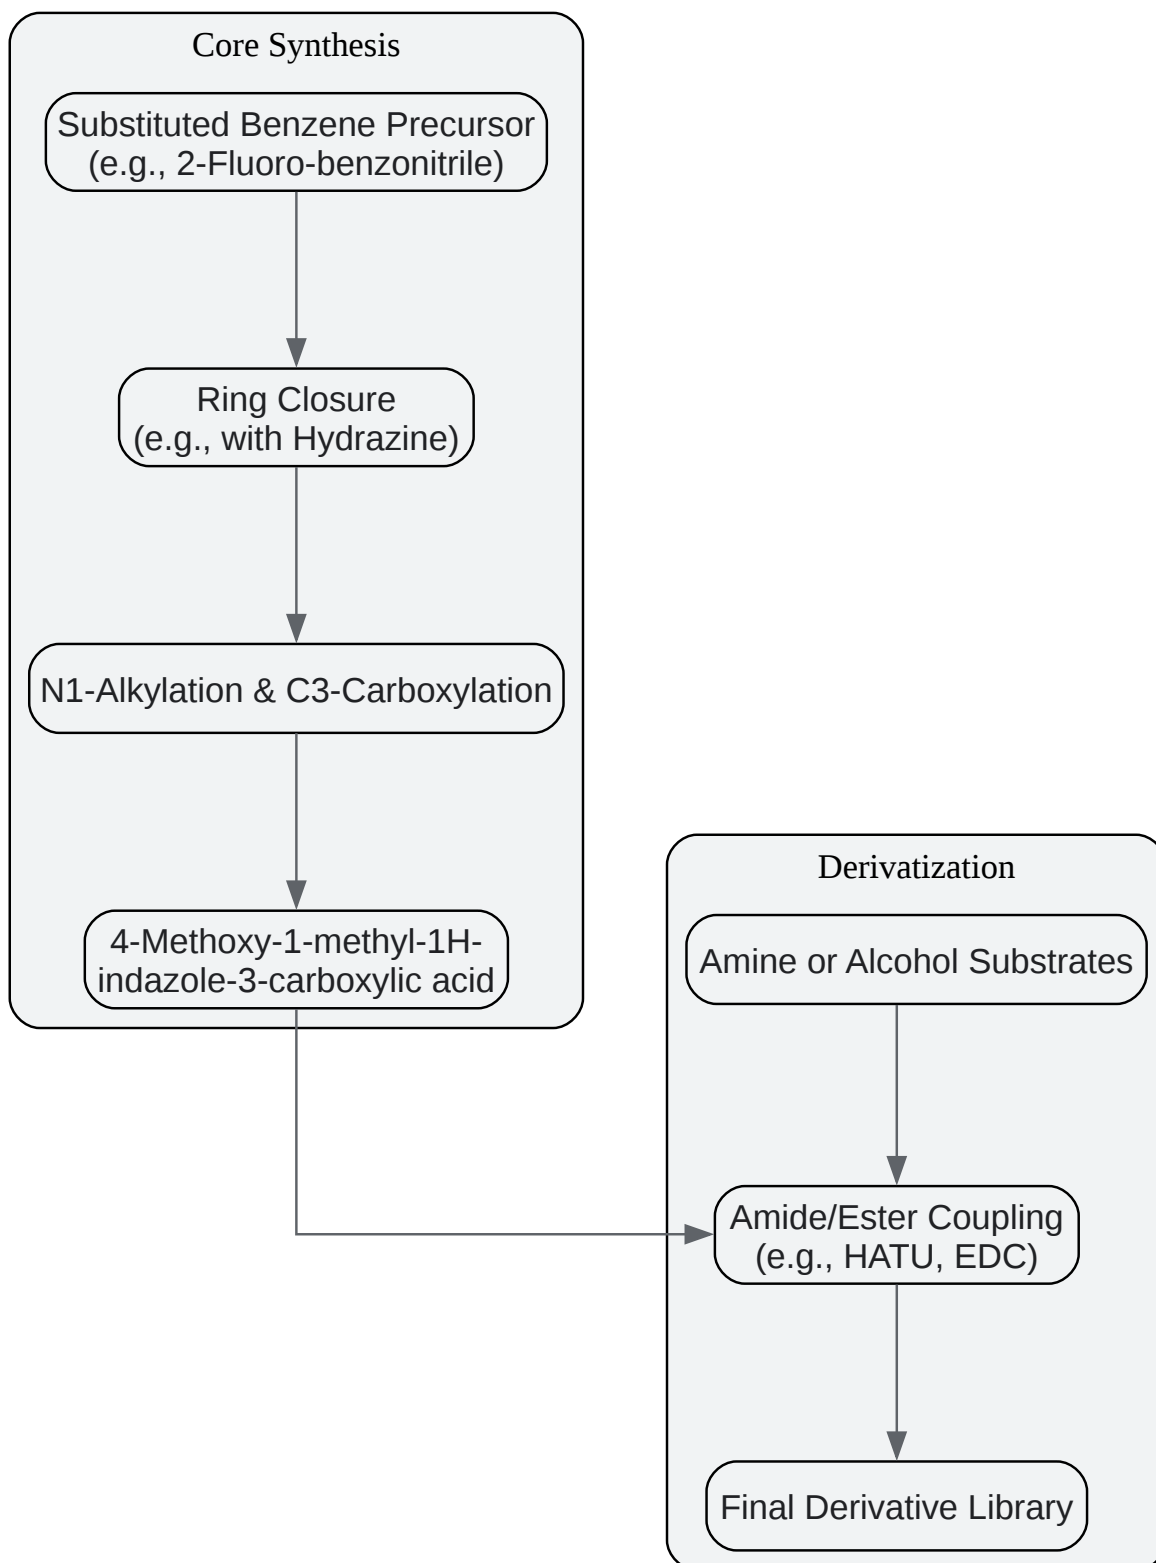 Core Synthesis
Substituted Benzene Precursor
(e.g., 2-Fluoro-benzonitrile)
Ring Closure
(e.g., with Hydrazine)
N1-Alkylation & C3-Carboxylation
4-Methoxy-1-methyl-1H-
indazole-3-carboxylic acid
Derivatization
Amine or Alcohol Substrates
Amide/Ester Coupling
(e.g., HATU, EDC)
Final Derivative Library